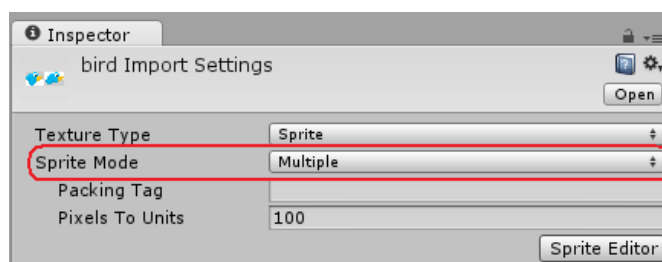 Inspector
bird Import Settings
Open
Texture Type Sprite
Sprite Mode Multiple
Packing Tag
Pixels To Units 100
Sprite Editor